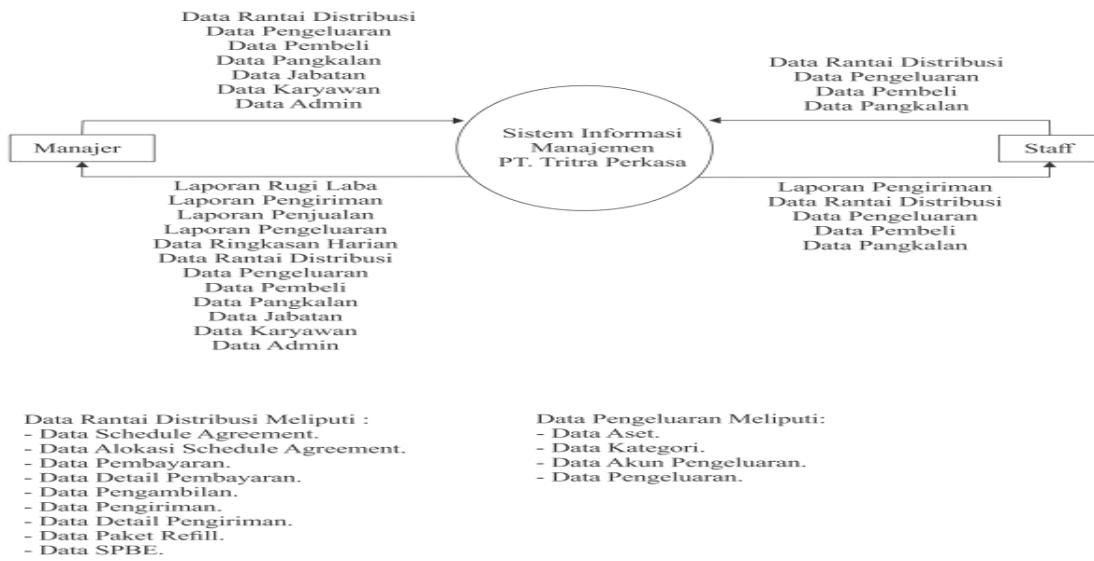 Data Rantai Distribusi
Data Pengeluaran
Data Pembeli
Data Pangkalan
Data Jabatan
Data Karyawan
Data Admin
Data Rantai Distribusi
Data Pengeluaran
Data Pembeli
Data Pangkalan
Manajer
Sistem Informasi
Manajemen
PT. Tritra Perkasa
Staff
Laporan Rugi Laba
Laporan Pengiriman
Laporan Penjualan
Laporan Pengeluaran
Data Ringkasan Harian
Data Rantai Distribusi
Data Pengeluaran
Data Pembeli
Data Pangkalan
Data Jabatan
Data Karyawan
Data Admin
Laporan Pengiriman
Data Rantai Distribusi
Data Pengeluaran
Data Pembeli
Data Pangkalan
Data Rantai Distribusi Meliputi :
- Data Schedule Agreement.
- Data Alokasi Schedule Agreement.
- Data Pembayaran.
- Data Detail Pembayaran.
- Data Pengambilan.
- Data Pengiriman.
- Data Detail Pengiriman.
- Data Paket Refill.
- Data SPBE.
Data Pengeluaran Meliputi:
- Data Aset.
- Data Kategori.
- Data Akun Pengeluaran.
- Data Pengeluaran.